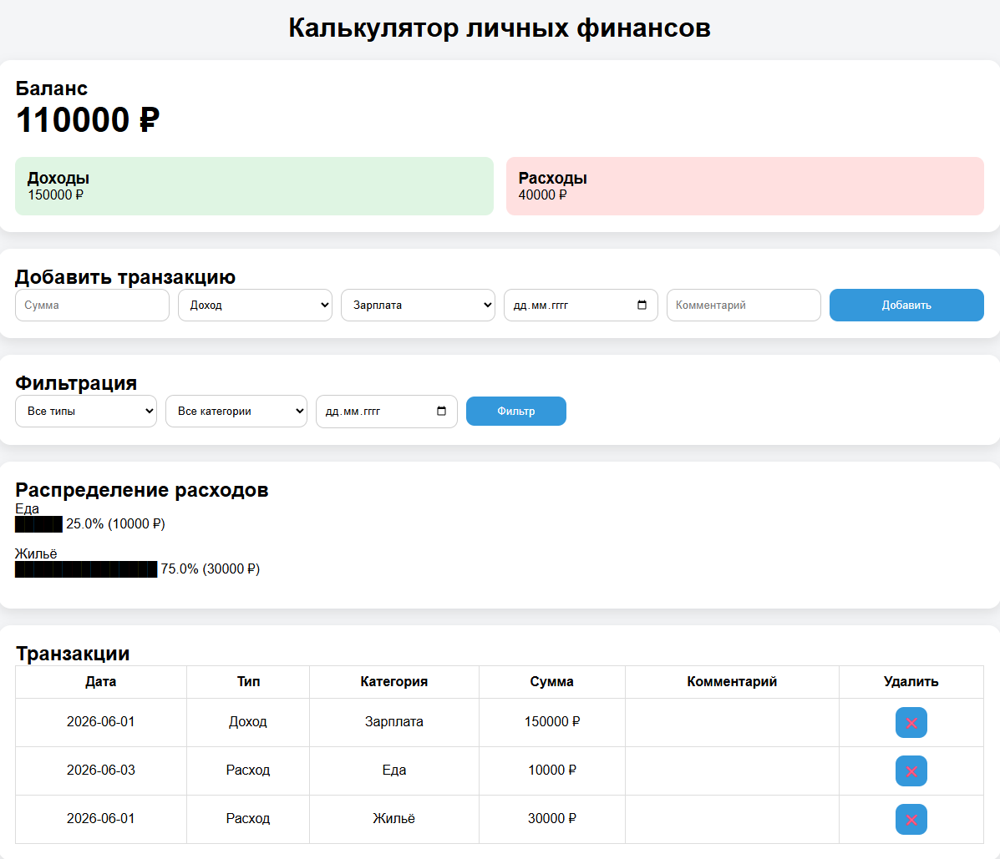 Калькулятор личных финансов
Баланс
110000 ₽
Доходы
150000 ₽
Расходы
40000 ₽
Добавить транзакцию
Сумма Доход Зарплата дд.мм.гггг Комментарий Добавить
Фильтрация
Все типы Все категории дд.мм.гггг Фильтр
Распределение расходов
Еда
█████ 25.0% (10000 ₽)
Жильё
███████████████ 75.0% (30000 ₽)
Транзакции
Дата Тип Категория Сумма Комментарий Удалить
2026-06-01 Доход Зарплата 150000 ₽ ❌
2026-06-03 Расход Еда 10000 ₽ ❌
2026-06-01 Расход Жильё 30000 ₽ ❌